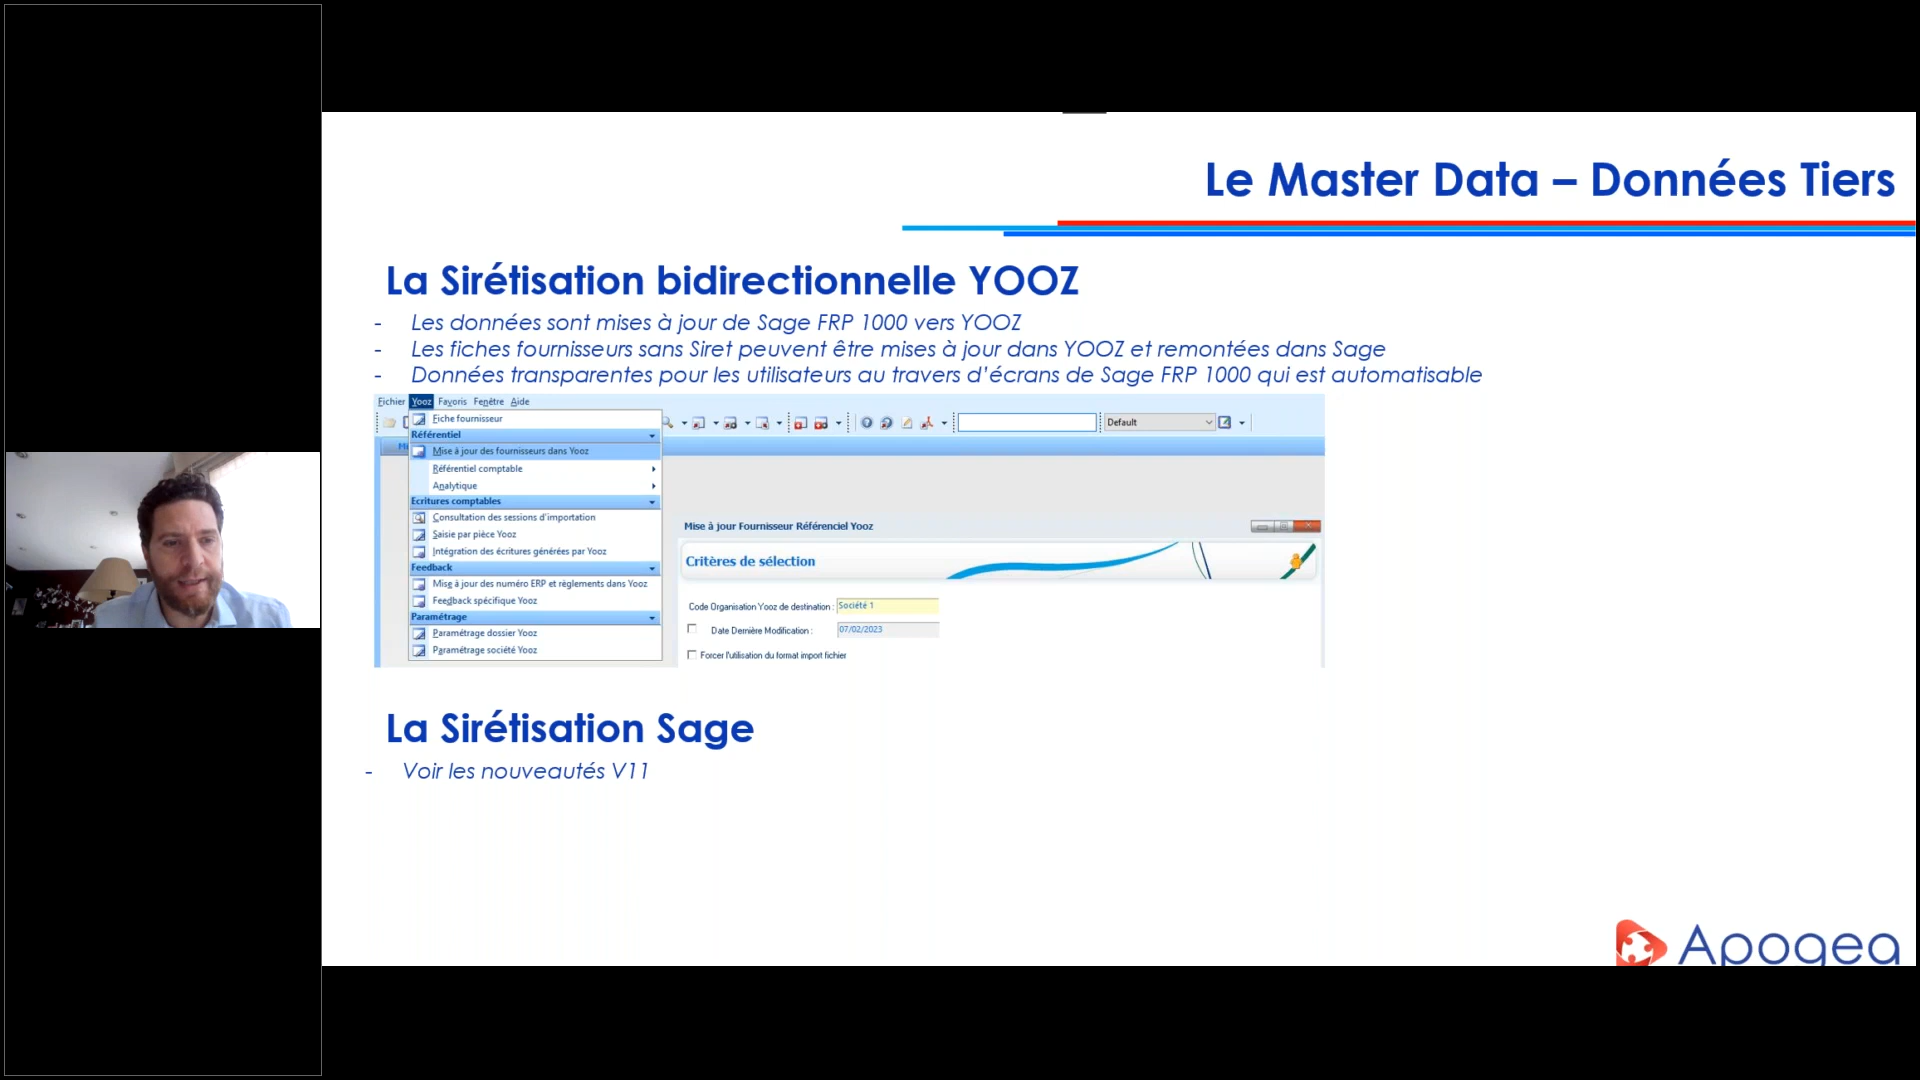 Le Master Data – Données Tiers
La Sirétisation bidirectionnelle YOOZ
- Les données sont mises à jour de Sage FRP 1000 vers YOOZ
- Les fiches fournisseurs sans Siret peuvent être mises à jour dans YOOZ et remontées dans Sage
- Données transparentes pour les utilisateurs au travers d'écrans de Sage FRP 1000 qui est automatisable
Fichier Yooz Favoris Fenêtre Aide
Fiche fournisseur
Default
Référentiel
Mise à jour des fournisseurs dans Yooz
Référentiel comptable
Analytique
Ecritures comptables
Consultation des sessions d'importation
Saisie par pièce Yooz
Intégration des écritures générées par Yooz
Feedback
Mise à jour des numéro ERP et règlements dans Yooz
Feedback spécifique Yooz
Paramétrage
Paramétrage dossier Yooz
Paramétrage société Yooz
Mise à jour Fournisseur Référenciel Yooz
Critères de sélection
Code Organisation Yooz de destination : Société 1
Date Dernière Modification : 07/02/2023
Forcer l'utilisation du format import fichier
La Sirétisation Sage
- Voir les nouveautés V11
Apogea